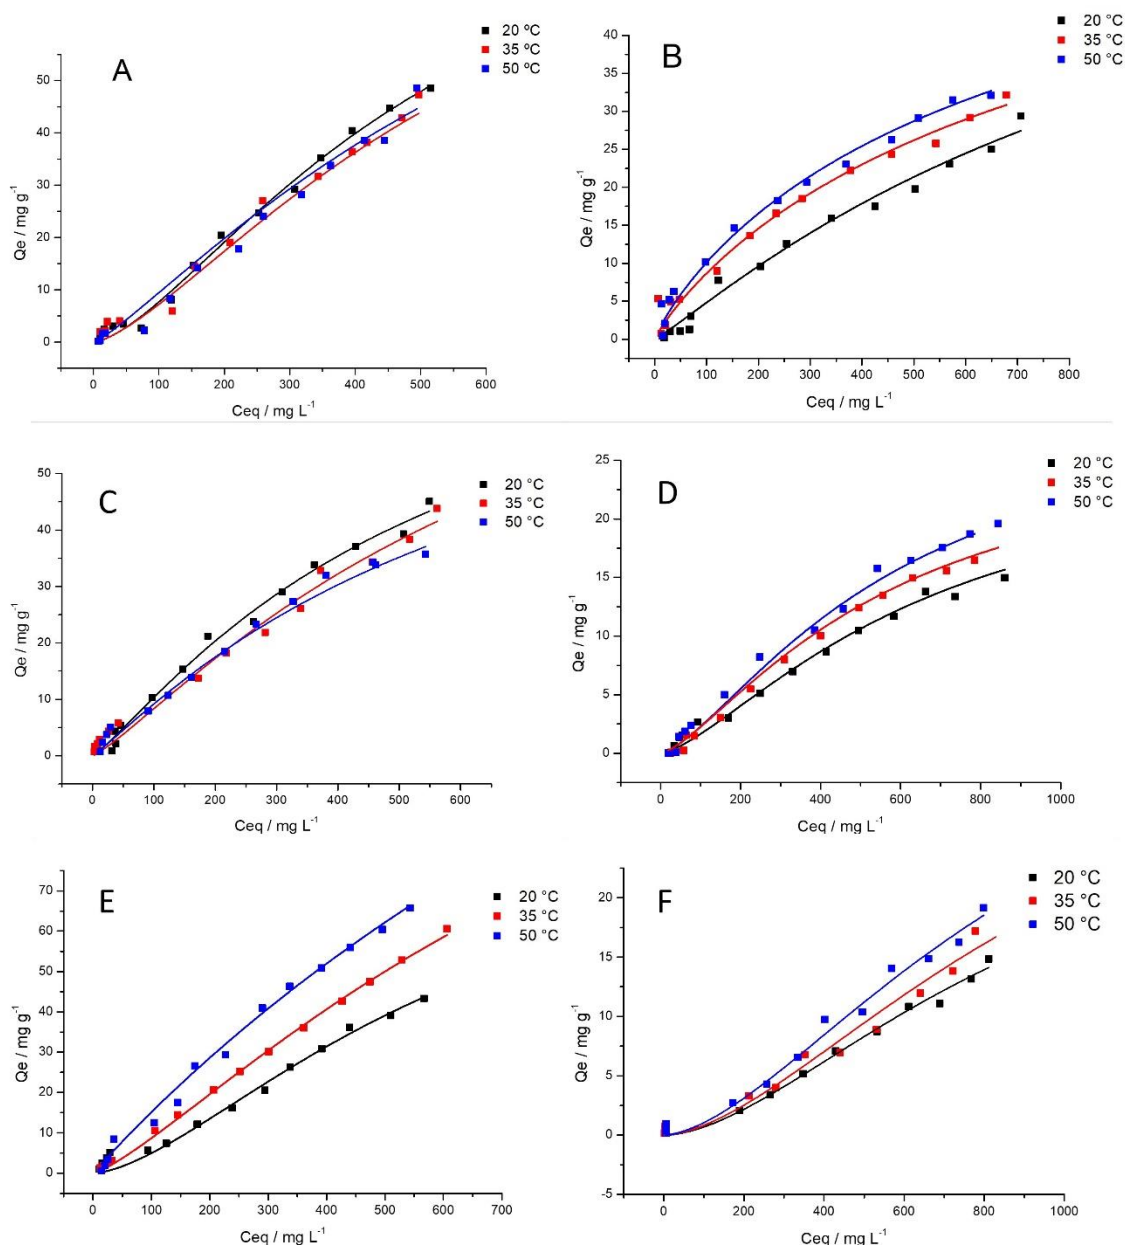 A
20 ºC
35 ºC
50 ºC
50
40
30
20
10
0
Qe / mg g⁻¹
0 100 200 300 400 500 600
Ceq / mg L⁻¹
B
20 °C
35 °C
50 °C
40
35
30
25
20
15
10
5
0
Qe / mg g⁻¹
0 100 200 300 400 500 600 700 800
Ceq / mg L⁻¹
C
20 °C
35 °C
50 °C
50
40
30
20
10
0
Qe / mg g⁻¹
0 100 200 300 400 500 600
Ceq / mg L⁻¹
D
20 °C
35 °C
50 °C
25
20
15
10
5
0
Qe / mg g⁻¹
0 200 400 600 800 1000
Ceq / mg L⁻¹
E
20 °C
35 °C
50 °C
70
60
50
40
30
20
10
0
Qe / mg g⁻¹
0 100 200 300 400 500 600 700
Ceq / mg L⁻¹
F
20 °C
35 °C
50 °C
20
15
10
5
0
-5
Qe / mg g⁻¹
0 200 400 600 800 1000
Ceq / mg L⁻¹